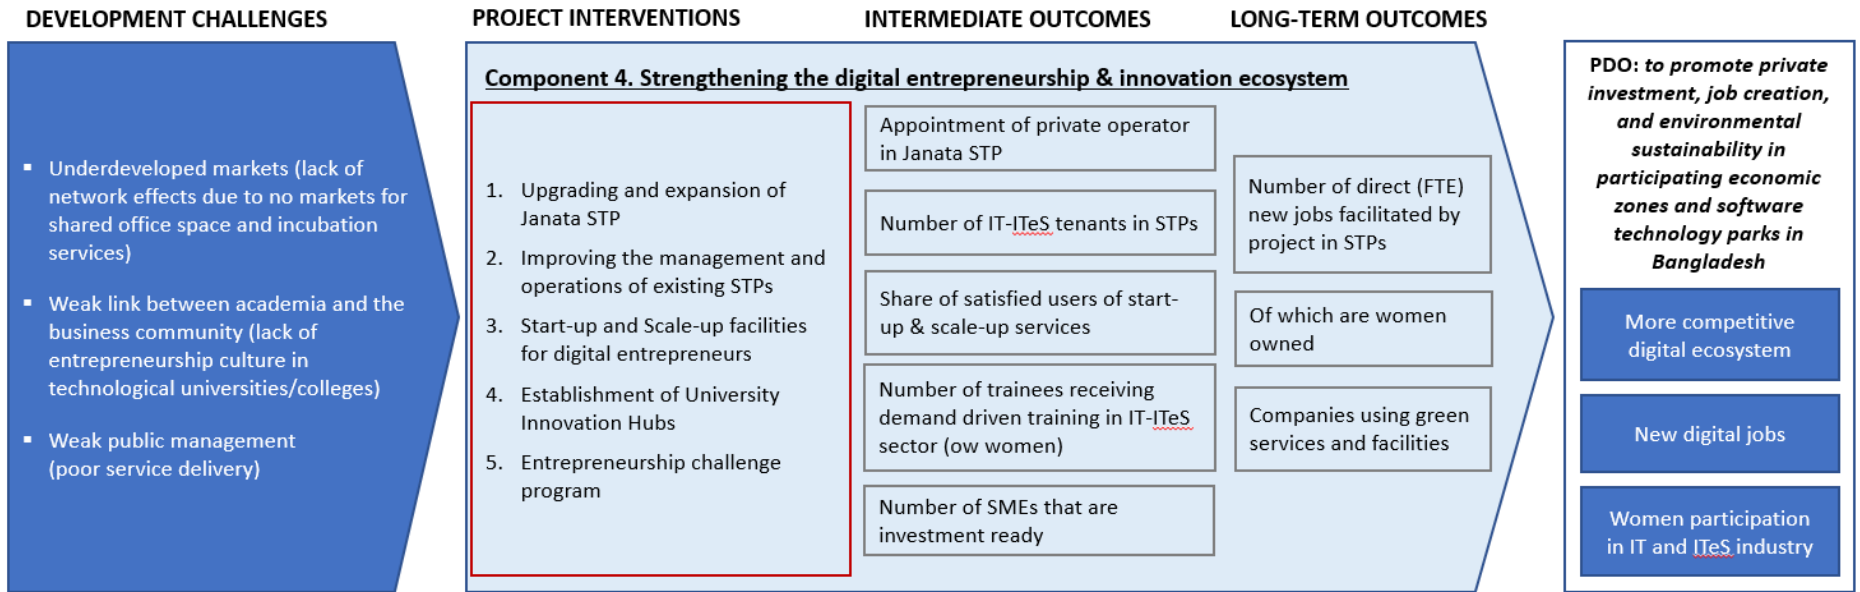 DEVELOPMENT CHALLENGES
▪ Underdeveloped markets (lack of
network effects due to no markets for
shared office space and incubation
services)
▪ Weak link between academia and the
business community (lack of
entrepreneurship culture in
technological universities/colleges)
▪ Weak public management
(poor service delivery)
PROJECT INTERVENTIONS
INTERMEDIATE OUTCOMES
LONG-TERM OUTCOMES
Component 4. Strengthening the digital entrepreneurship & innovation ecosystem
1. Upgrading and expansion of
Janata STP
2. Improving the management and
operations of existing STPs
3. Start-up and Scale-up facilities
for digital entrepreneurs
4. Establishment of University
Innovation Hubs
5. Entrepreneurship challenge
program
Appointment of private operator
in Janata STP
Number of IT-ITeS tenants in STPs
Share of satisfied users of start-
up & scale-up services
Number of trainees receiving
demand driven training in IT-ITeS
sector (ow women)
Number of SMEs that are
investment ready
Number of direct (FTE)
new jobs facilitated by
project in STPs
Of which are women
owned
Companies using green
services and facilities
PDO: to promote private
investment, job creation,
and environmental
sustainability in
participating economic
zones and software
technology parks in
Bangladesh
More competitive
digital ecosystem
New digital jobs
Women participation
in IT and ITeS industry